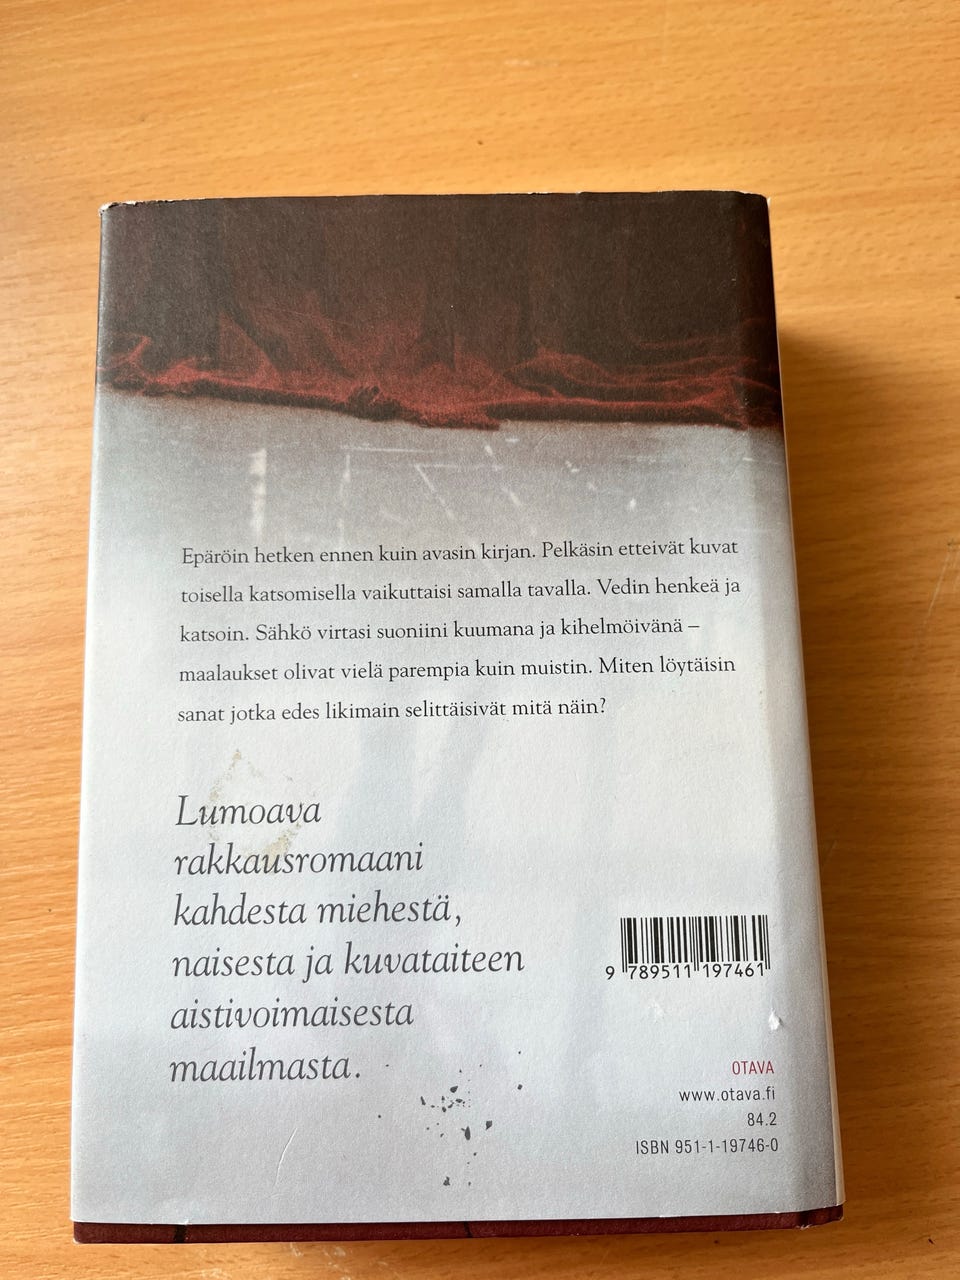 Epäröin hetken ennen kuin avasin kirjan. Pelkäsin etteivät kuvat
toisella katsomisella vaikuttaisi samalla tavalla. Vedin henkeä ja
katsoin. Sähkö virtasi suoniini kuumana ja kihelmöivänä –
maalaukset olivat vielä parempia kuin muistin. Miten löytäisin
sanat jotka edes likimain selittäisivät mitä näin?
Lumoava
rakkausromaani
kahdesta miehestä,
naisesta ja kuvataiteen
aistivoimaisesta
maailmasta.
9 789511 197461
OTAVA
www.otava.fi
84.2
ISBN 951-1-19746-0